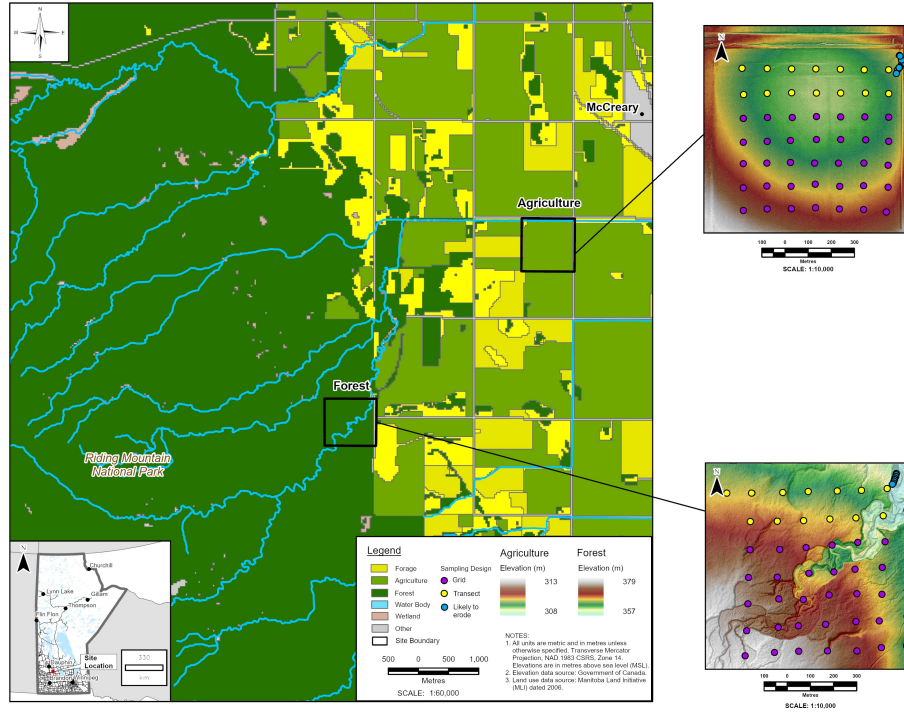 N
W E
S
McCreary
Agriculture
Forest
Riding Mountain
National Park
N
Churchill
Lynn Lake
Gillam
Thompson
Flin Flon
Dauphin
Site
Location
Brandon
Winnipeg
330
km
Legend
Forage
Agriculture
Forest
Water Body
Wetland
Other
Site Boundary
Sampling Design
Grid
Transect
Likely to
erode
Agriculture
Elevation (m)
313
308
Forest
Elevation (m)
379
357
500 0 500 1,000
Metres
SCALE: 1:60,000
NOTES:
1. All units are metric and in metres unless
otherwise specified. Transverse Mercator
Projection, NAD 1983 CSRS, Zone 14.
Elevations are in metres above sea level (MSL).
2. Elevation data source: Government of Canada.
3. Land use data source: Manitoba Land Initiative
(MLI) dated 2006.
N
100 0 100 200 300
Metres
SCALE: 1:10,000
N
100 0 100 200 300
Metres
SCALE: 1:10,000